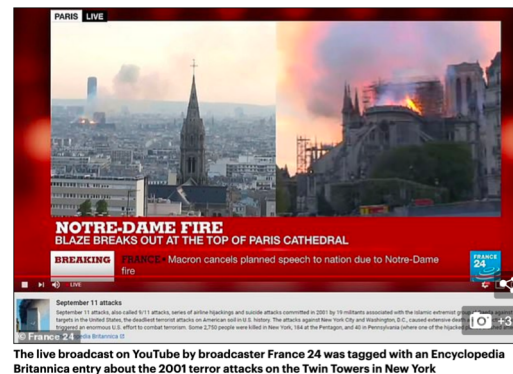 PARIS LIVE
NOTRE-DAME FIRE
BLAZE BREAKS OUT AT THE TOP OF PARIS CATHEDRAL
BREAKING FRANCE Macron cancels planned speech to nation due to Notre-Dame
fire
FRANCE
24
LIVE
September 11 attacks
September 11 attacks, also called 9/11 attacks, series of airline hijackings and suicide attacks committed in 2001 by 19 militants associated with the Islamic extremist group against
targets in the United States, the deadliest terrorist attacks on American soil in U.S. history. The attacks against New York City and Washington, D.C., caused extensive death
triggered an enormous U.S. effort to combat terrorism. Some 2,750 people were killed in New York, 184 at the Pentagon, and 40 in Pennsylvania (where one of the hijacked
Britannica
© France 24
+3
The live broadcast on YouTube by broadcaster France 24 was tagged with an Encyclopedia
Britannica entry about the 2001 terror attacks on the Twin Towers in New York